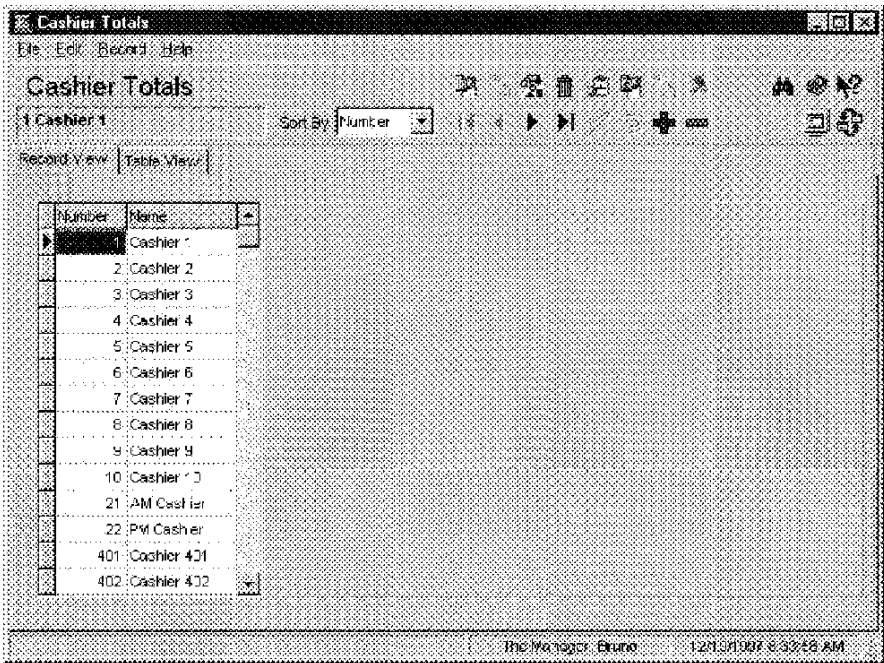 Cashier Totals
File Edit Record Help
Cashier Totals
1 Cashier 1
Sort By Number
Record View Table View
Number Name
1 Cashier 1
2 Cashier 2
3 Cashier 3
4 Cashier 4
5 Cashier 5
6 Cashier 6
7 Cashier 7
8 Cashier 8
9 Cashier 9
10 Cashier 10
21 AM Cashier
22 PM Cashier
401 Cashier 401
402 Cashier 402
The Manager, Bruno